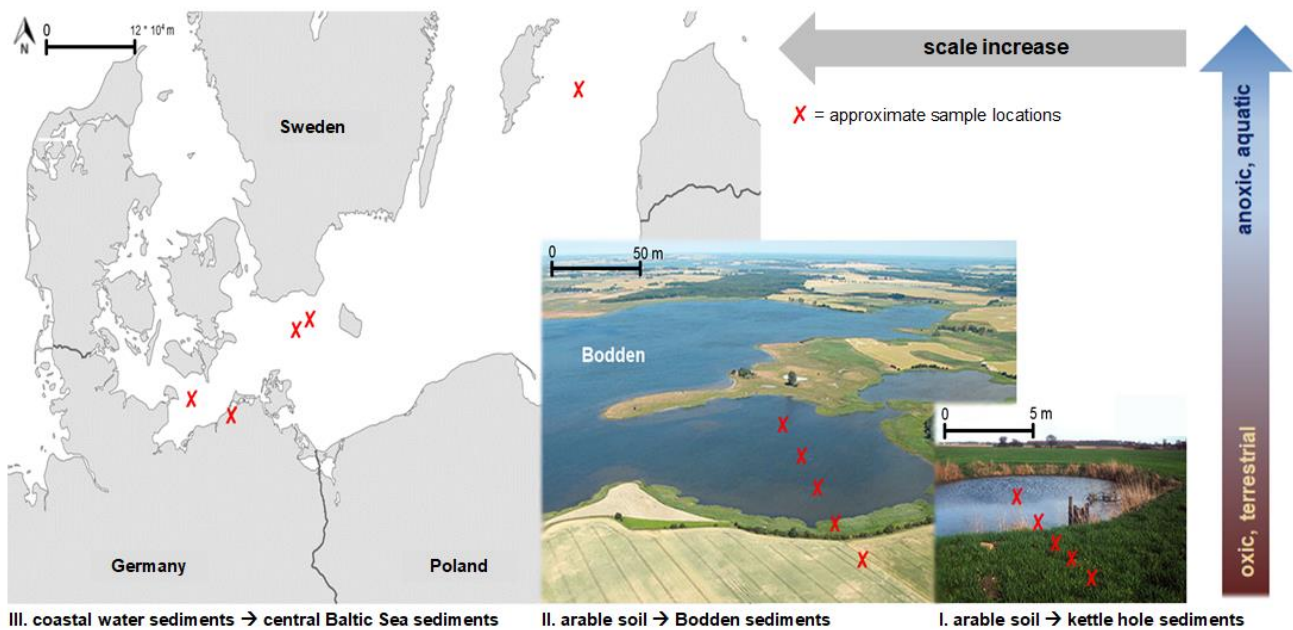 0 12 * 10⁴ m
N
scale increase
X = approximate sample locations
Sweden
anoxic, aquatic
oxic, terrestrial
0 50 m
Bodden
0 5 m
Germany
Poland
III. coastal water sediments → central Baltic Sea sediments
II. arable soil → Bodden sediments
I. arable soil → kettle hole sediments